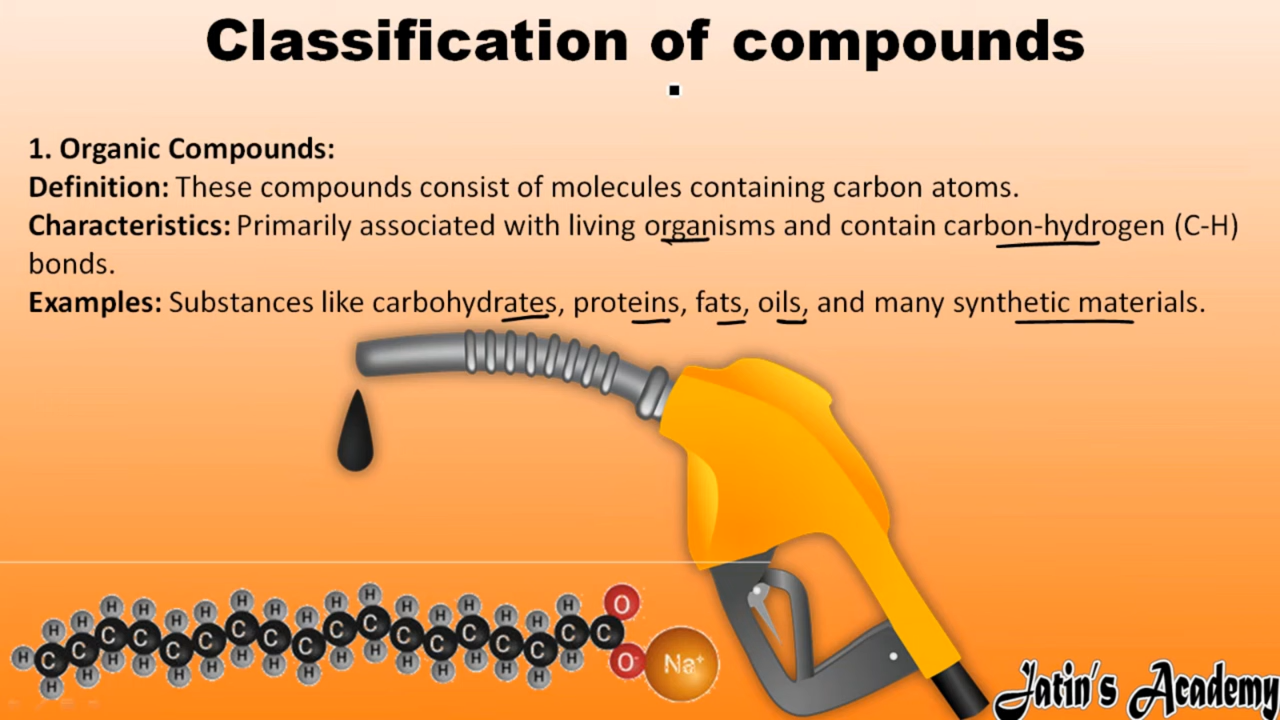 Classification of compounds
1. Organic Compounds:
Definition: These compounds consist of molecules containing carbon atoms.
Characteristics: Primarily associated with living organisms and contain carbon-hydrogen (C-H)
bonds.
Examples: Substances like carbohydrates, proteins, fats, oils, and many synthetic materials.
H H H H H H H H H H H H H H H H O
H C C C C C C C C C C C C C C C C C C
H H H H H H H H H H H H H H H H O- Na+
Jatin's Academy